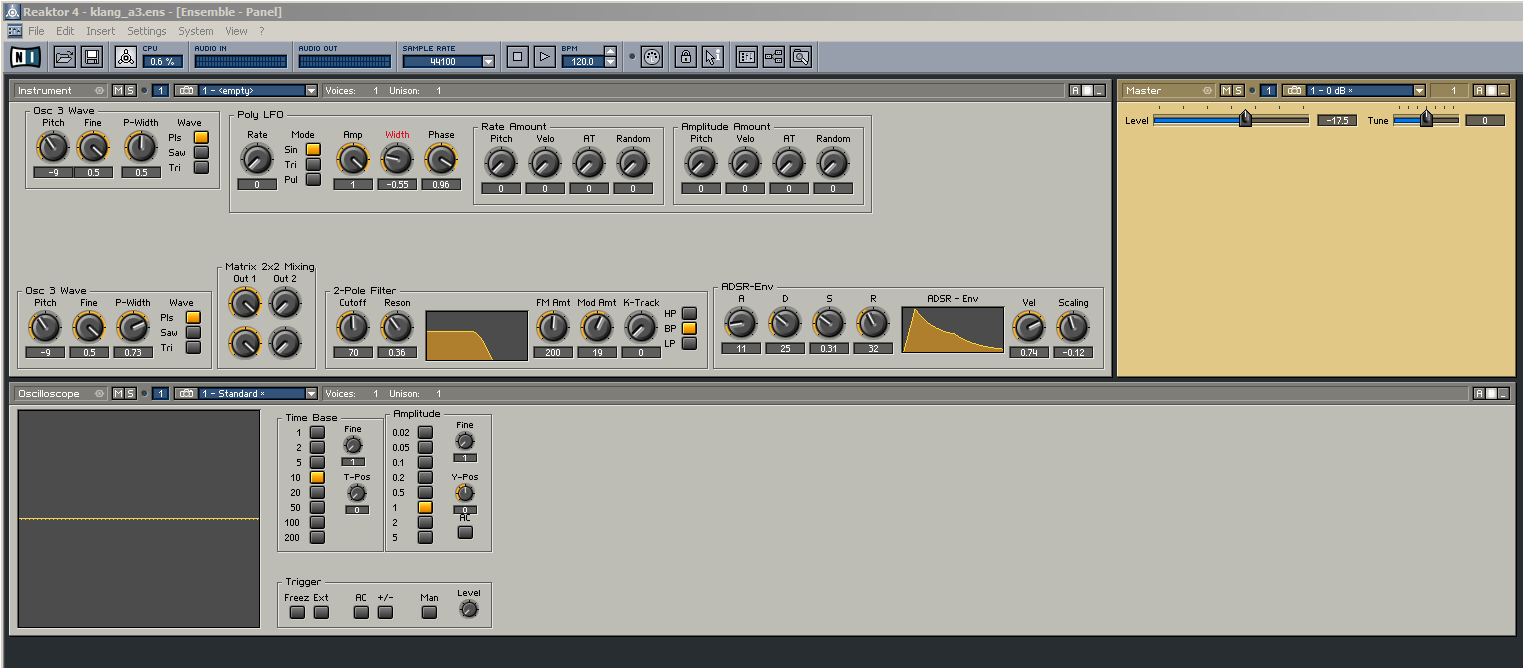 Reaktor 4 - klang_a3.ens - [Ensemble - Panel]
File Edit Insert Settings System View ?
NI CPU 0.6 % AUDIO IN AUDIO OUT SAMPLE RATE 44100 BPM 120.0
Instrument M S 1 1 - <empty> Voices: 1 Unison: 1 A
Master M S 1 1 - 0 dB × 1 A
Osc 3 Wave
Pitch Fine P-Width Wave
Pls
Saw
Tri
-9 0.5 0.5
Poly LFO
Rate Mode Amp Width Phase
Sin
Tri
Pul
0 1 -0.55 0.96
Rate Amount
Pitch Velo AT Random
0 0 0 0
Amplitude Amount
Pitch Velo AT Random
0 0 0 0
Level -17.5 Tune 0
Osc 3 Wave
Pitch Fine P-Width Wave
Pls
Saw
Tri
-9 0.5 0.73
Matrix 2x2 Mixing
Out 1 Out 2
2-Pole Filter
Cutoff Reson FM Amt Mod Amt K-Track
HP
BP
LP
70 0.36 200 19 0
ADSR-Env
A D S R ADSR - Env Vel Scaling
11 25 0.31 32 0.74 -0.12
Oscilloscope M S 1 1 - Standard × Voices: 1 Unison: 1 A
Time Base
1
2
5
10
20
50
100
200
Fine
1
T-Pos
0
Amplitude
0.02
0.05
0.1
0.2
0.5
1
2
5
Fine
1
Y-Pos
0
AC
Trigger
Freez Ext AC +/- Man Level